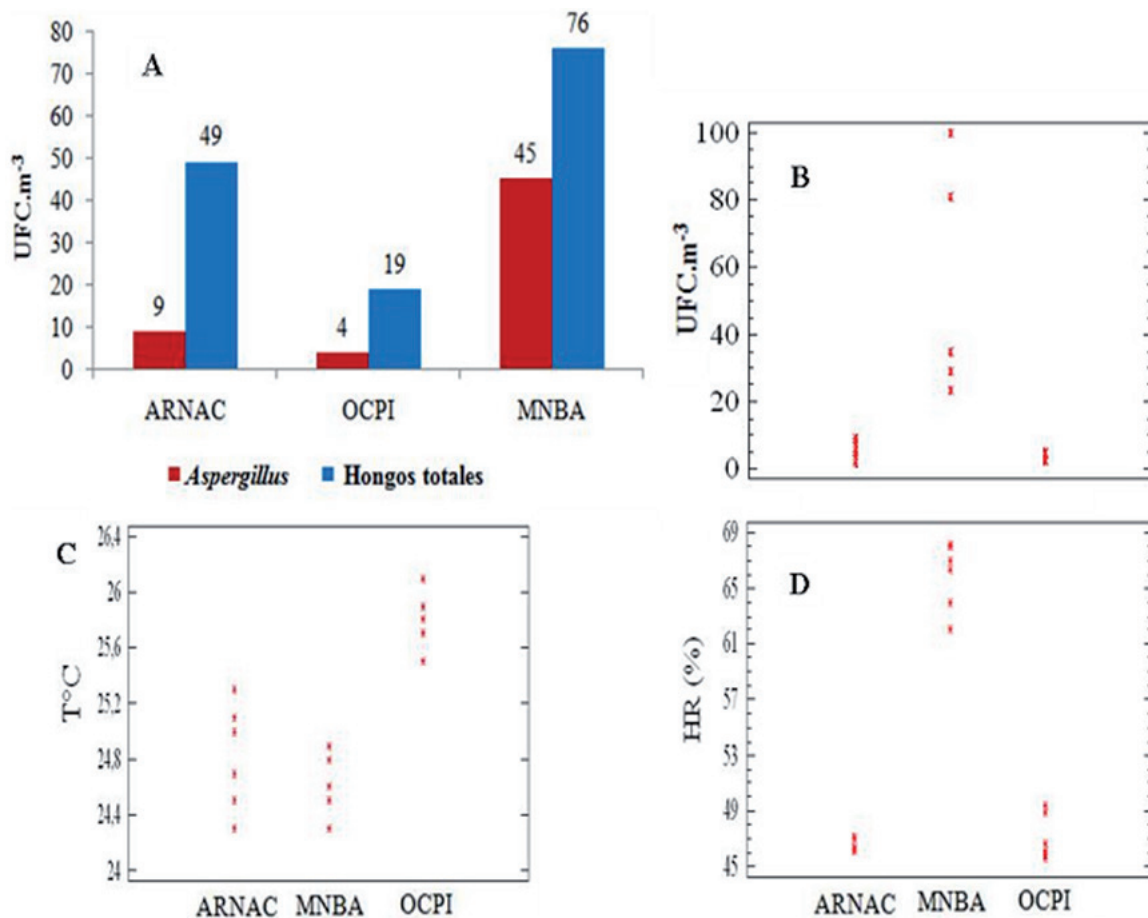 A
80
70
60
50
40
30
20
10
0
UFC.m-3
9
49
4
19
45
76
ARNAC OCPI MNBA
Aspergillus Hongos totales
B
100
80
60
40
20
0
UFC.m-3
C
26,4
26
25,6
25,2
24,8
24,4
24
T°C
ARNAC MNBA OCPI
D
69
65
61
57
53
49
45
HR (%)
ARNAC MNBA OCPI